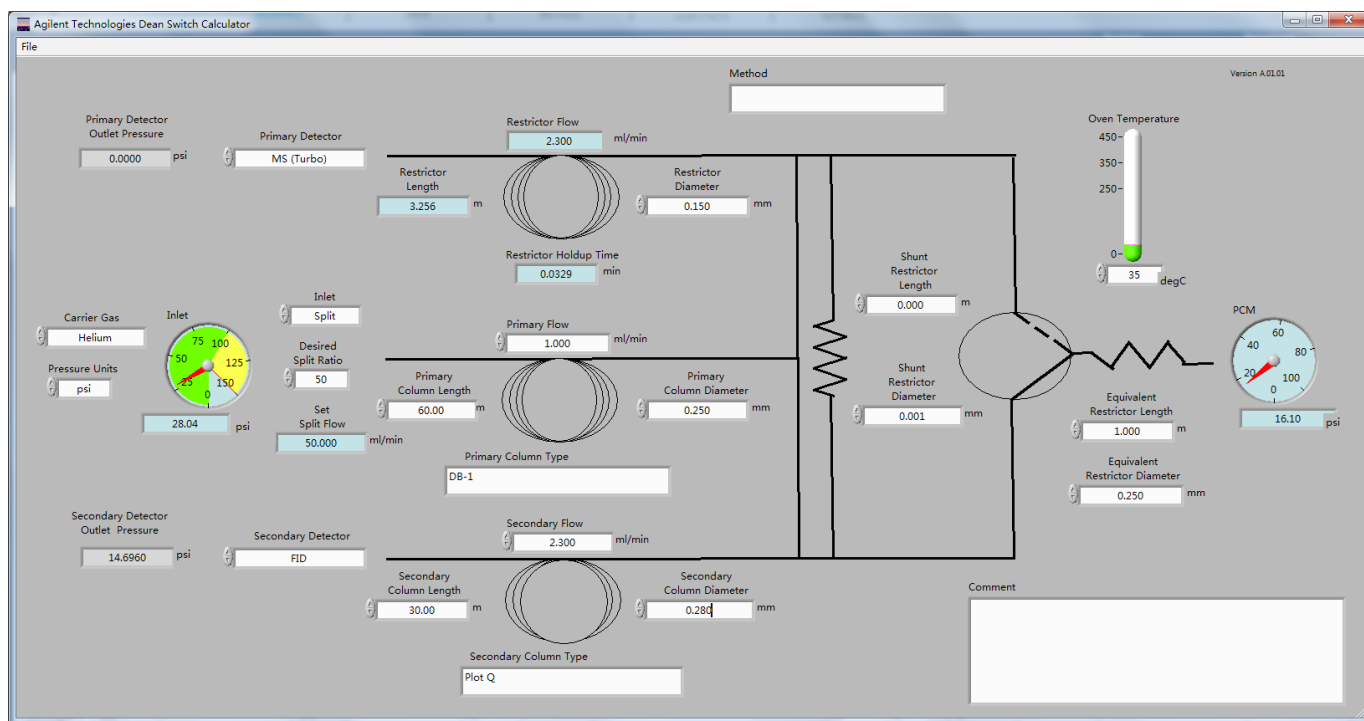 Agilent Technologies Dean Switch Calculator
File
Method
Version A.01.01
Primary Detector
Outlet Pressure
0.0000 psi
Primary Detector
MS (Turbo)
Restrictor Flow
2.300 ml/min
Restrictor
Length
3.256 m
Restrictor
Diameter
0.150 mm
Restrictor Holdup Time
0.0329 min
Oven Temperature
450
350
250
0
35 degC
Shunt
Restrictor
Length
0.000 m
Shunt
Restrictor
Diameter
0.001 mm
Carrier Gas
Helium
Pressure Units
psi
Inlet
0 25 50 75 100 125 150
28.04 psi
Inlet
Split
Desired
Split Ratio
50
Set
Split Flow
50.000 ml/min
Primary Flow
1.000 ml/min
Primary
Column Length
60.00 m
Primary
Column Diameter
0.250 mm
Primary Column Type
DB-1
PCM
0 20 40 60 80 100
16.10 psi
Equivalent
Restrictor Length
1.000 m
Equivalent
Restrictor Diameter
0.250 mm
Secondary Detector
Outlet Pressure
14.6960 psi
Secondary Detector
FID
Secondary Flow
2.300 ml/min
Secondary
Column Length
30.00 m
Secondary
Column Diameter
0.280 mm
Secondary Column Type
Plot Q
Comment